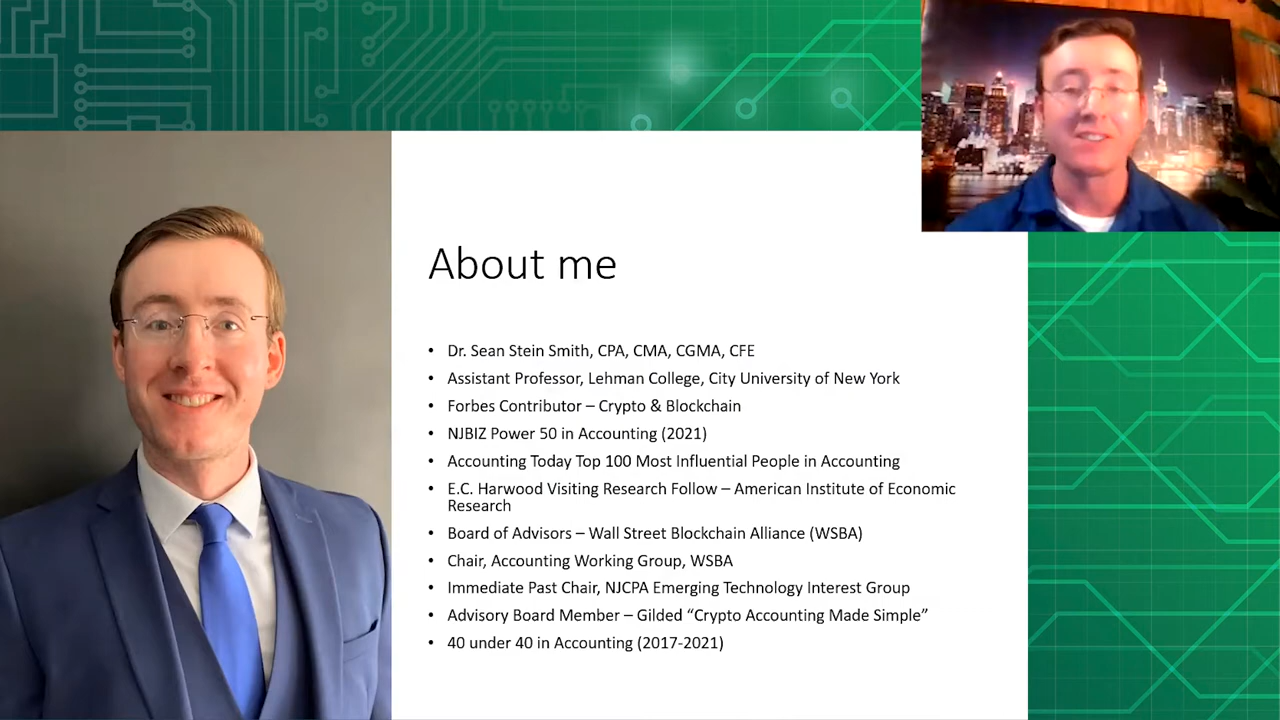 About me
• Dr. Sean Stein Smith, CPA, CMA, CGMA, CFE
• Assistant Professor, Lehman College, City University of New York
• Forbes Contributor – Crypto & Blockchain
• NJBIZ Power 50 in Accounting (2021)
• Accounting Today Top 100 Most Influential People in Accounting
• E.C. Harwood Visiting Research Follow – American Institute of Economic
Research
• Board of Advisors – Wall Street Blockchain Alliance (WSBA)
• Chair, Accounting Working Group, WSBA
• Immediate Past Chair, NJCPA Emerging Technology Interest Group
• Advisory Board Member – Gilded “Crypto Accounting Made Simple”
• 40 under 40 in Accounting (2017-2021)